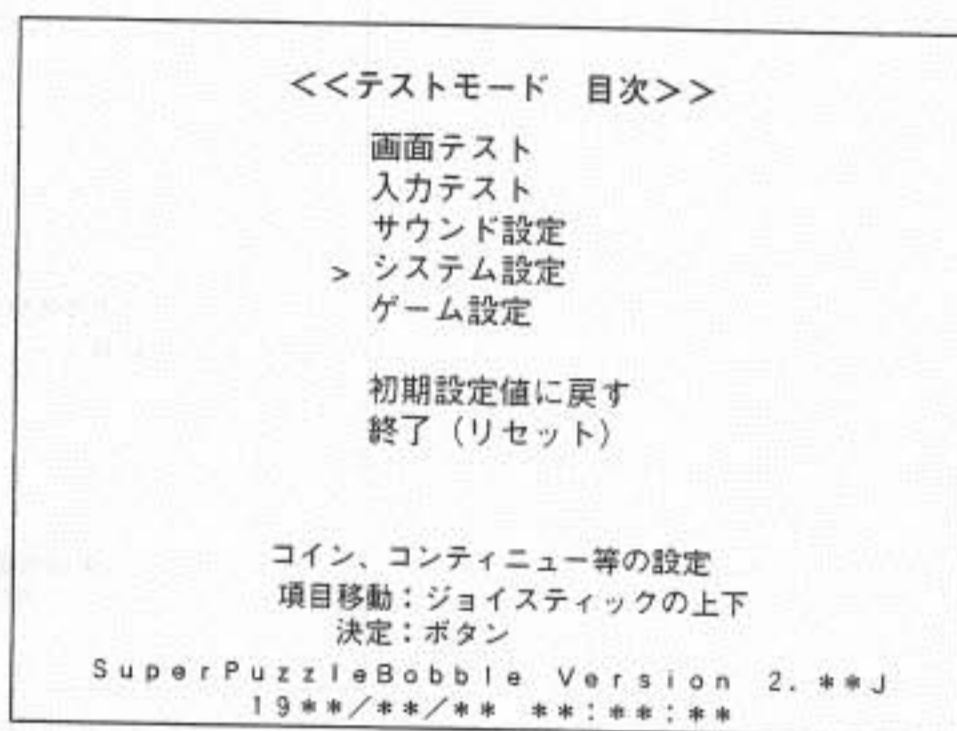 <<テストモード 目次>>
画面テスト
入力テスト
サウンド設定
> システム設定
ゲーム設定
初期設定値に戻す
終了（リセット）
コイン、コンティニュー等の設定
項目移動：ジョイスティックの上下
決定：ボタン
SuperPuzzleBobble Version 2.**J
19**/**/** **:**:**